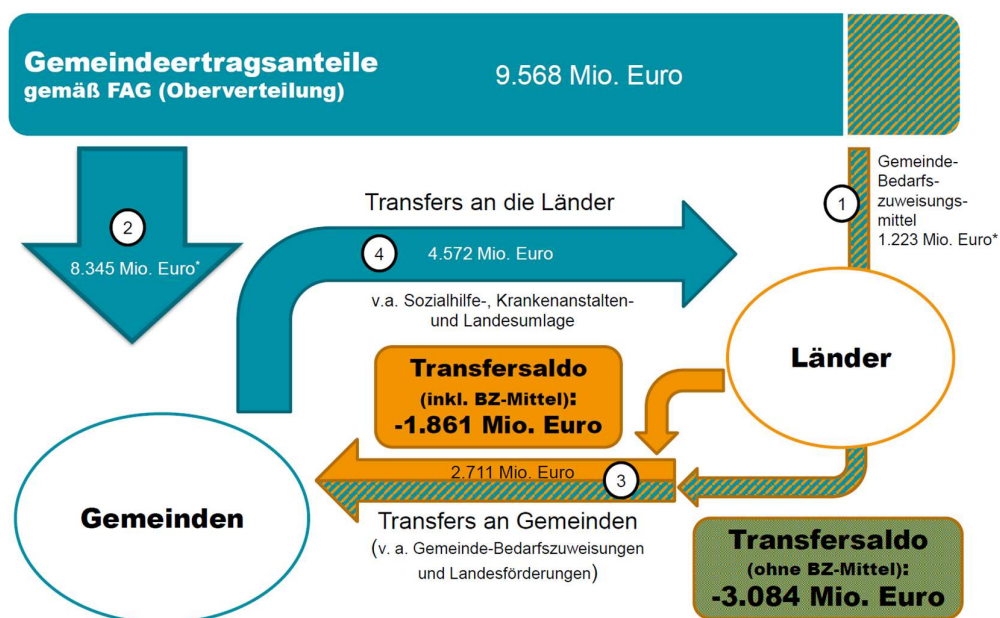 Gemeindeertragsanteile
gemäß FAG (Oberverteilung)
9.568 Mio. Euro
Gemeinde-
Bedarfs-
zuweisungs-
mittel
1.223 Mio. Euro*
1
2
8.345 Mio. Euro*
Transfers an die Länder
4
4.572 Mio. Euro
v.a. Sozialhilfe-, Krankenanstalten-
und Landesumlage
Länder
Transfersaldo
(inkl. BZ-Mittel):
-1.861 Mio. Euro
2.711 Mio. Euro
3
Gemeinden
Transfers an Gemeinden
(v. a. Gemeinde-Bedarfszuweisungen
und Landesförderungen)
Transfersaldo
(ohne BZ-Mittel):
-3.084 Mio. Euro